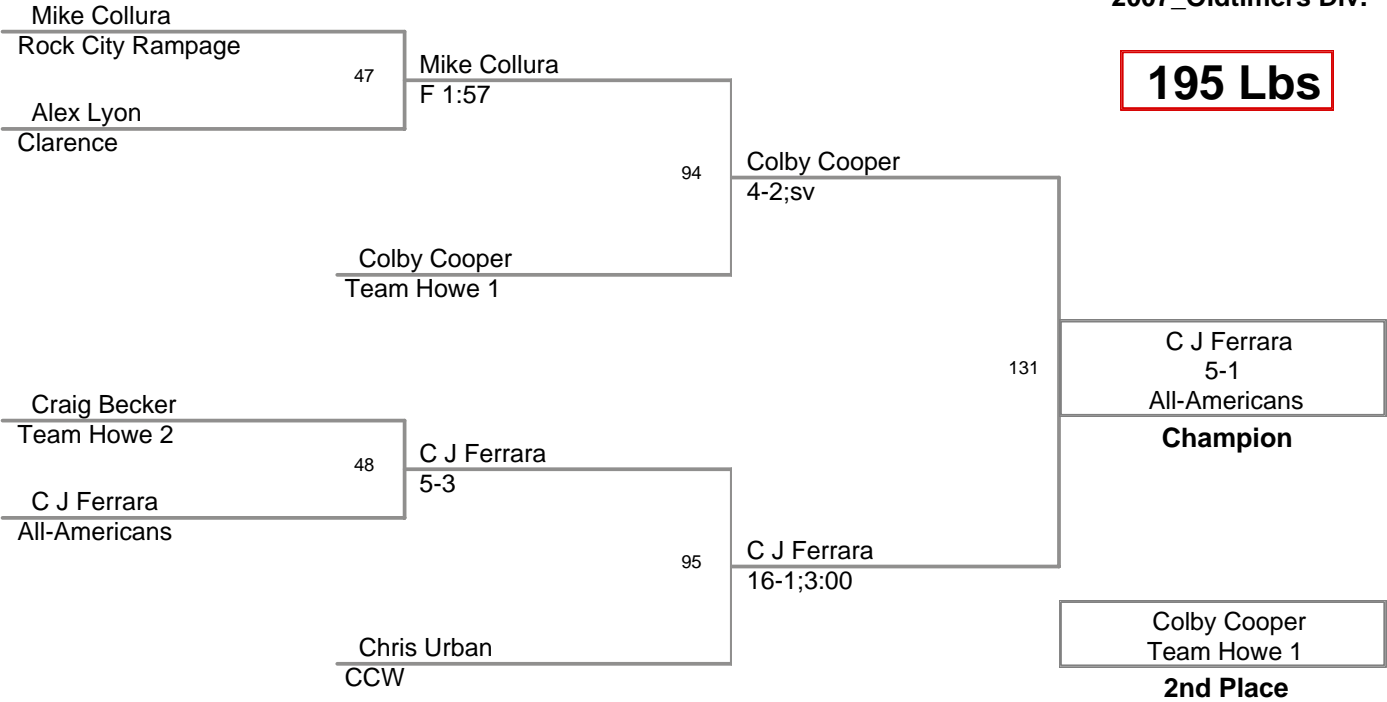 2007_Oldtimers Div.
195 Lbs
Mike Collura
Rock City Rampage
47
Alex Lyon
Clarence
Mike Collura
F 1:57
94
Colby Cooper
Team Howe 1
Colby Cooper
4-2;sv
Craig Becker
Team Howe 2
48
C J Ferrara
All-Americans
C J Ferrara
5-3
95
Chris Urban
CCW
C J Ferrara
16-1;3:00
131
C J Ferrara
5-1
All-Americans
Champion
Colby Cooper
Team Howe 1
2nd Place